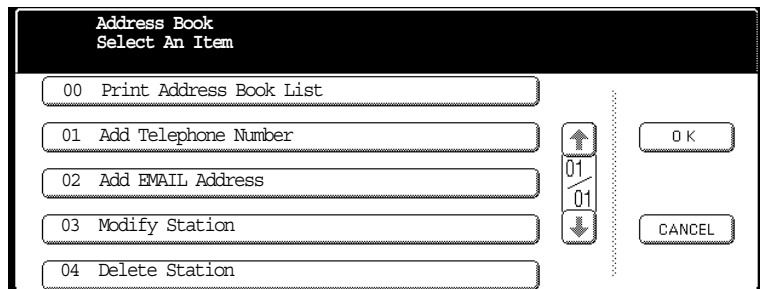 Address Book
Select An Item
00 Print Address Book List
01 Add Telephone Number
02 Add EMAIL Address
03 Modify Station
04 Delete Station
01/01
OK
CANCEL